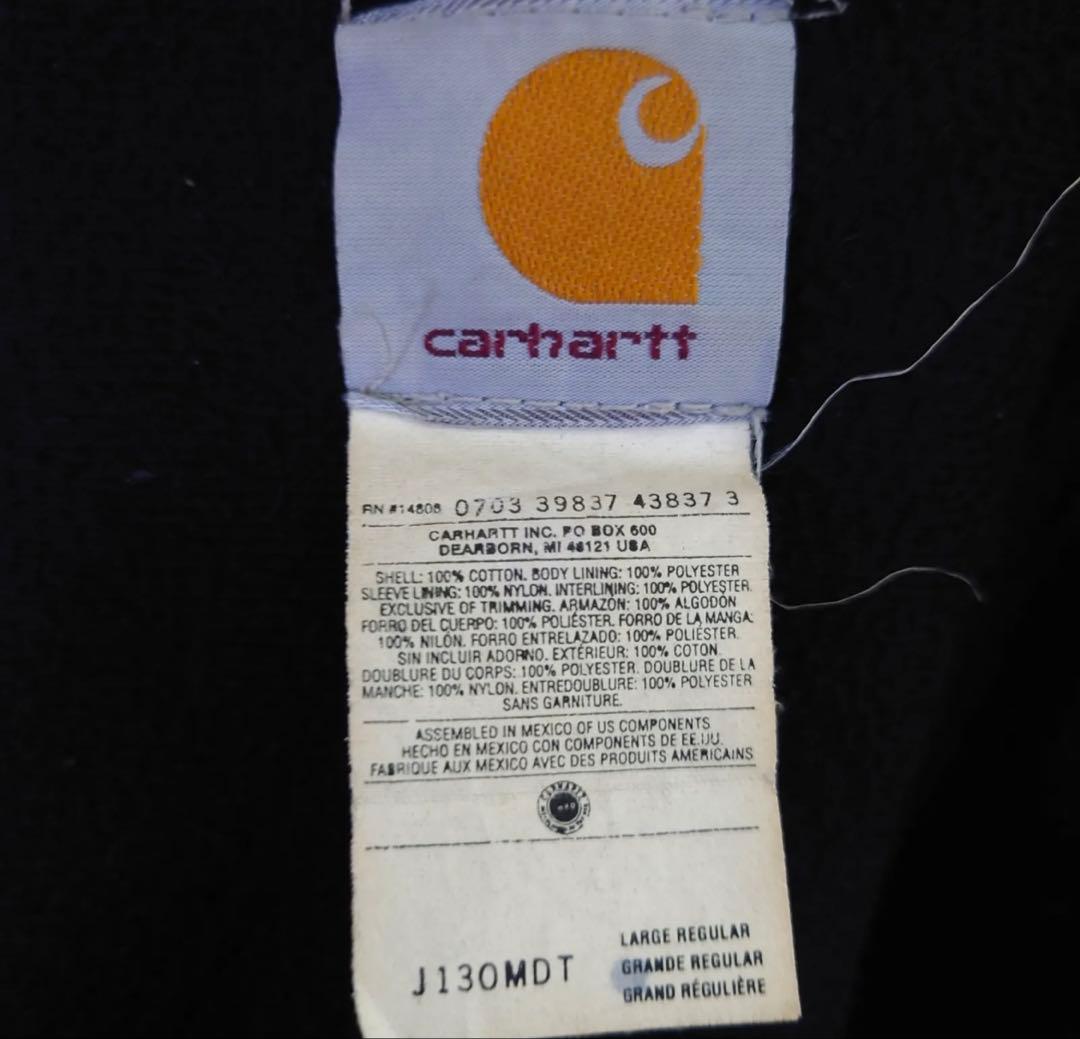 carhartt
RN #14806 0703 39837 43837 3
CARHARTT INC. PO BOX 600
DEARBORN, MI 48121 USA
SHELL: 100% COTTON. BODY LINING: 100% POLYESTER
SLEEVE LINING: 100% NYLON. INTERLINING: 100% POLYESTER.
EXCLUSIVE OF TRIMMING. ARMAZÓN: 100% ALGODÓN
FORRO DEL CUERPO: 100% POLIÉSTER. FORRO DE LA MANGA:
100% NILÓN. FORRO ENTRELAZADO: 100% POLIÉSTER.
SIN INCLUIR ADORNO. EXTÉRIEUR: 100% COTON.
DOUBLURE DU CORPS: 100% POLYESTER. DOUBLURE DE LA
MANCHE: 100% NYLON. ENTREDOUBLURE: 100% POLYESTER
SANS GARNITURE.
ASSEMBLED IN MEXICO OF US COMPONENTS
HECHO EN MEXICO CON COMPONENTS DE EE.UU.
FABRIQUE AUX MEXICO AVEC DES PRODUITS AMERICAINS
CARHARTT
LARGE REGULAR
J130MDT GRANDE REGULAR
GRAND RÉGULIÈRE